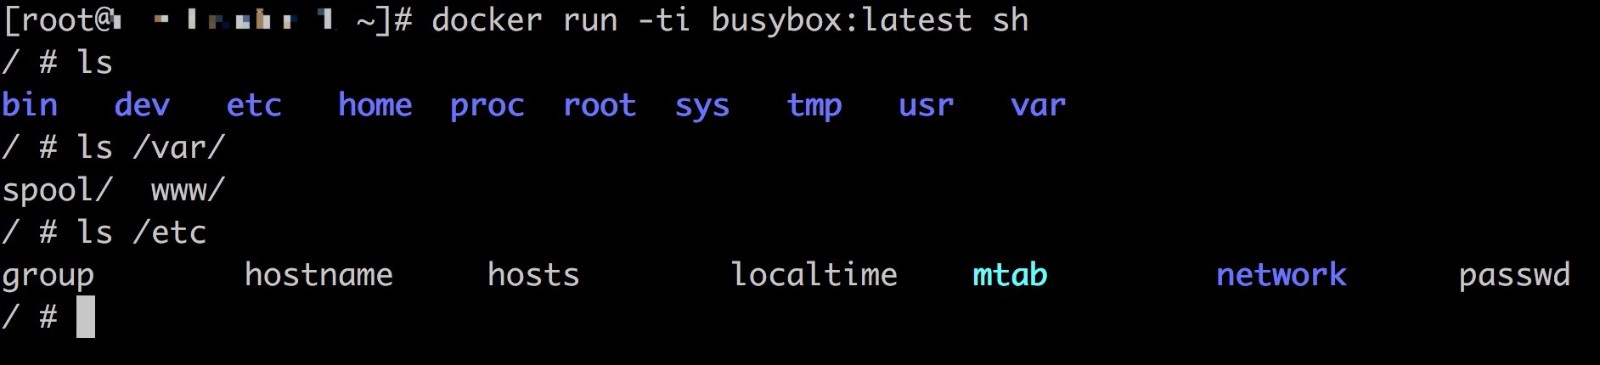 [root@ ~]# docker run -ti busybox:latest sh
/ # ls
bin dev etc home proc root sys tmp usr var
/ # ls /var/
spool/ www/
/ # ls /etc
group hostname hosts localtime mtab network passwd
/ #